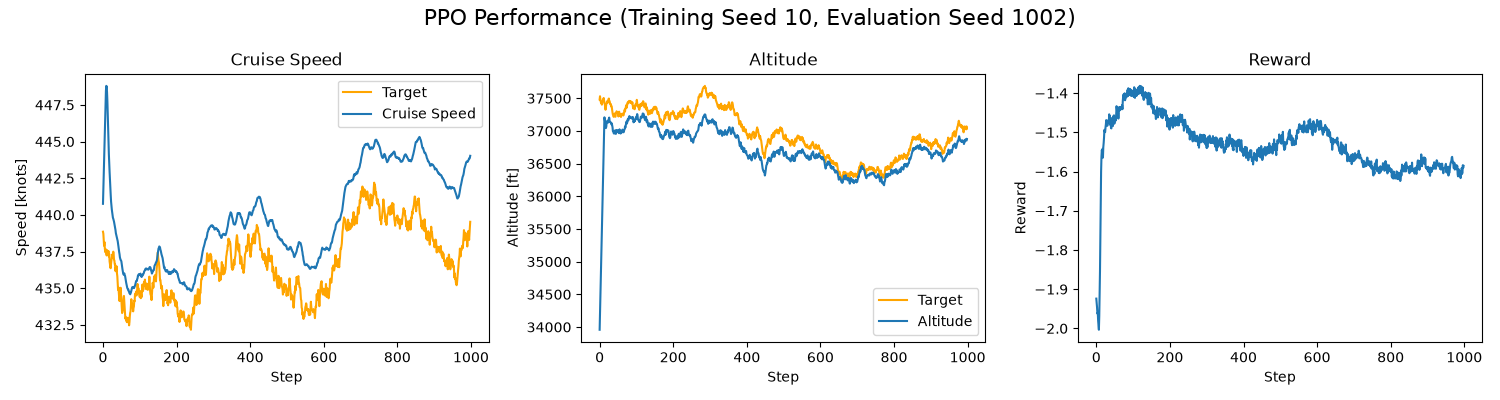 PPO Performance (Training Seed 10, Evaluation Seed 1002)
Cruise Speed
Speed [knots]
447.5
445.0
442.5
440.0
437.5
435.0
432.5
0
200
400
600
800
1000
Step
Target
Cruise Speed
Altitude
Altitude [ft]
37500
37000
36500
36000
35500
35000
34500
34000
0
200
400
600
800
1000
Step
Target
Altitude
Reward
Reward
−1.4
−1.5
−1.6
−1.7
−1.8
−1.9
−2.0
0
200
400
600
800
1000
Step